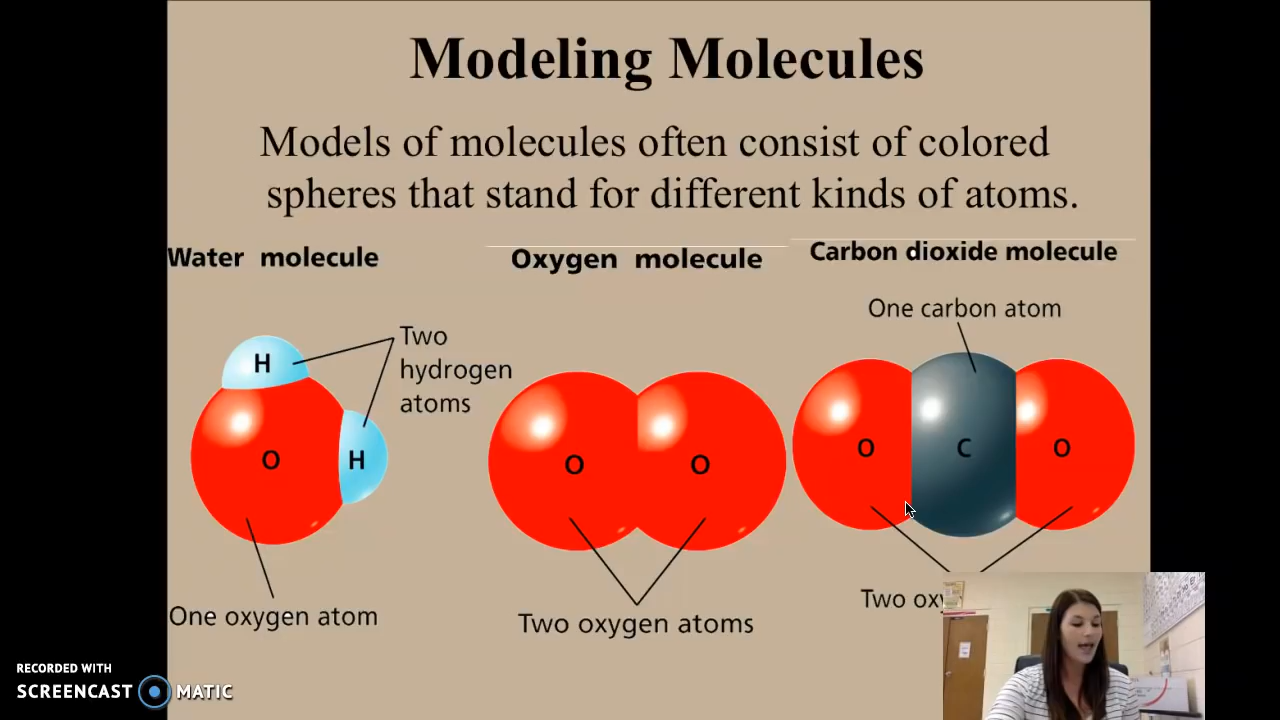 Modeling Molecules
Models of molecules often consist of colored
spheres that stand for different kinds of atoms.
Water molecule
Oxygen molecule
Carbon dioxide molecule
Two
hydrogen
atoms
H
O
H
One oxygen atom
O
O
Two oxygen atoms
One carbon atom
O
C
O
Two
RECORDED WITH
SCREENCAST MATIC